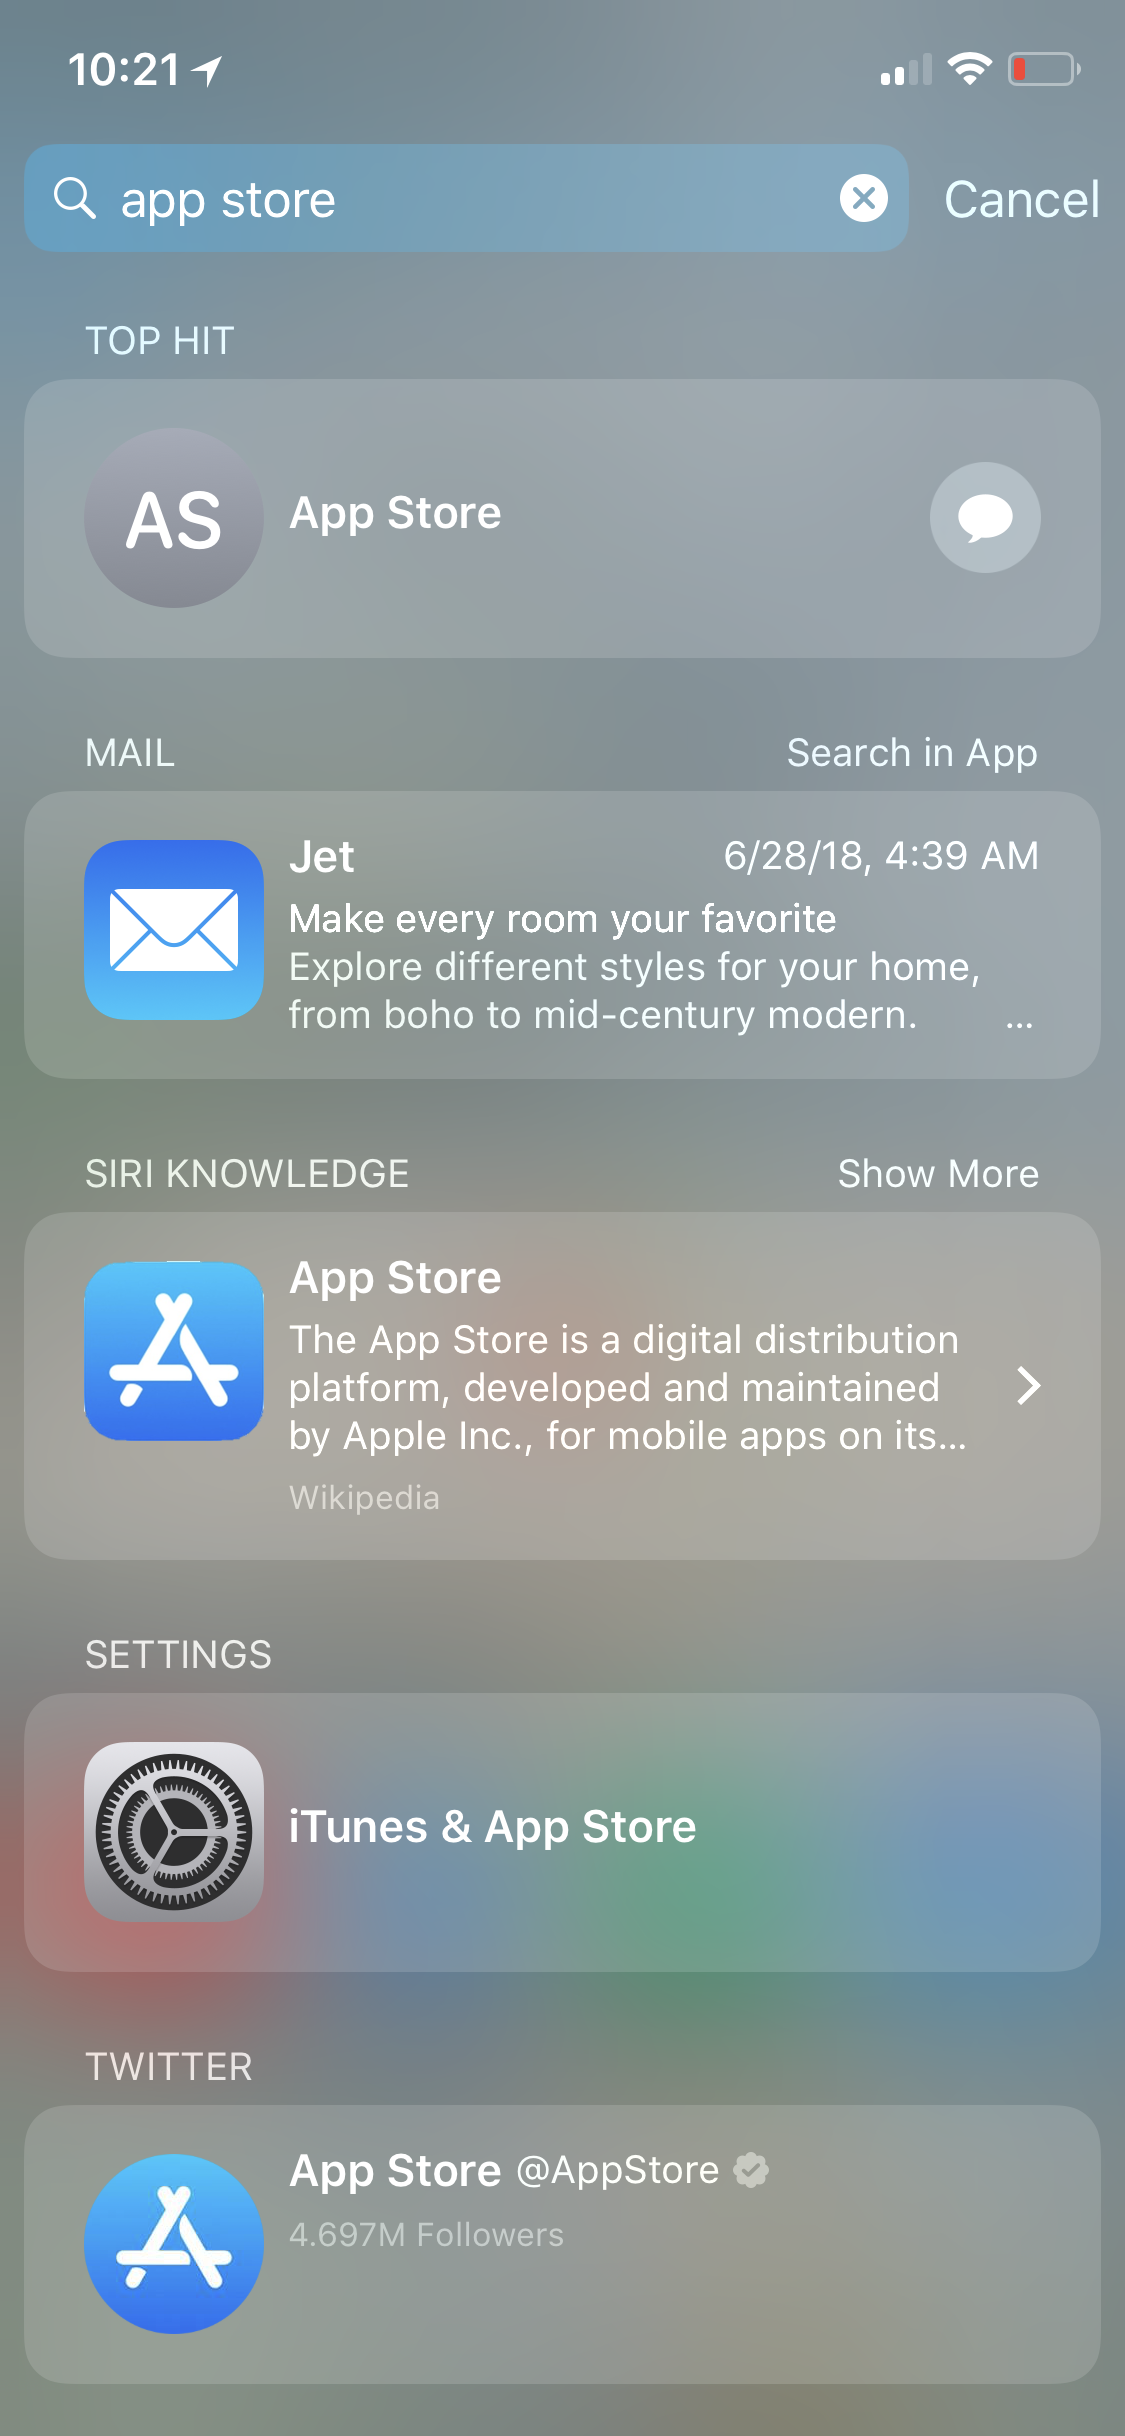 10:21
app store
Cancel
TOP HIT
AS
App Store
MAIL
Search in App
Jet
6/28/18, 4:39 AM
Make every room your favorite
Explore different styles for your home,
from boho to mid-century modern. ...
SIRI KNOWLEDGE
Show More
App Store
The App Store is a digital distribution
platform, developed and maintained
by Apple Inc., for mobile apps on its...
Wikipedia
SETTINGS
iTunes & App Store
TWITTER
App Store @AppStore
4.697M Followers